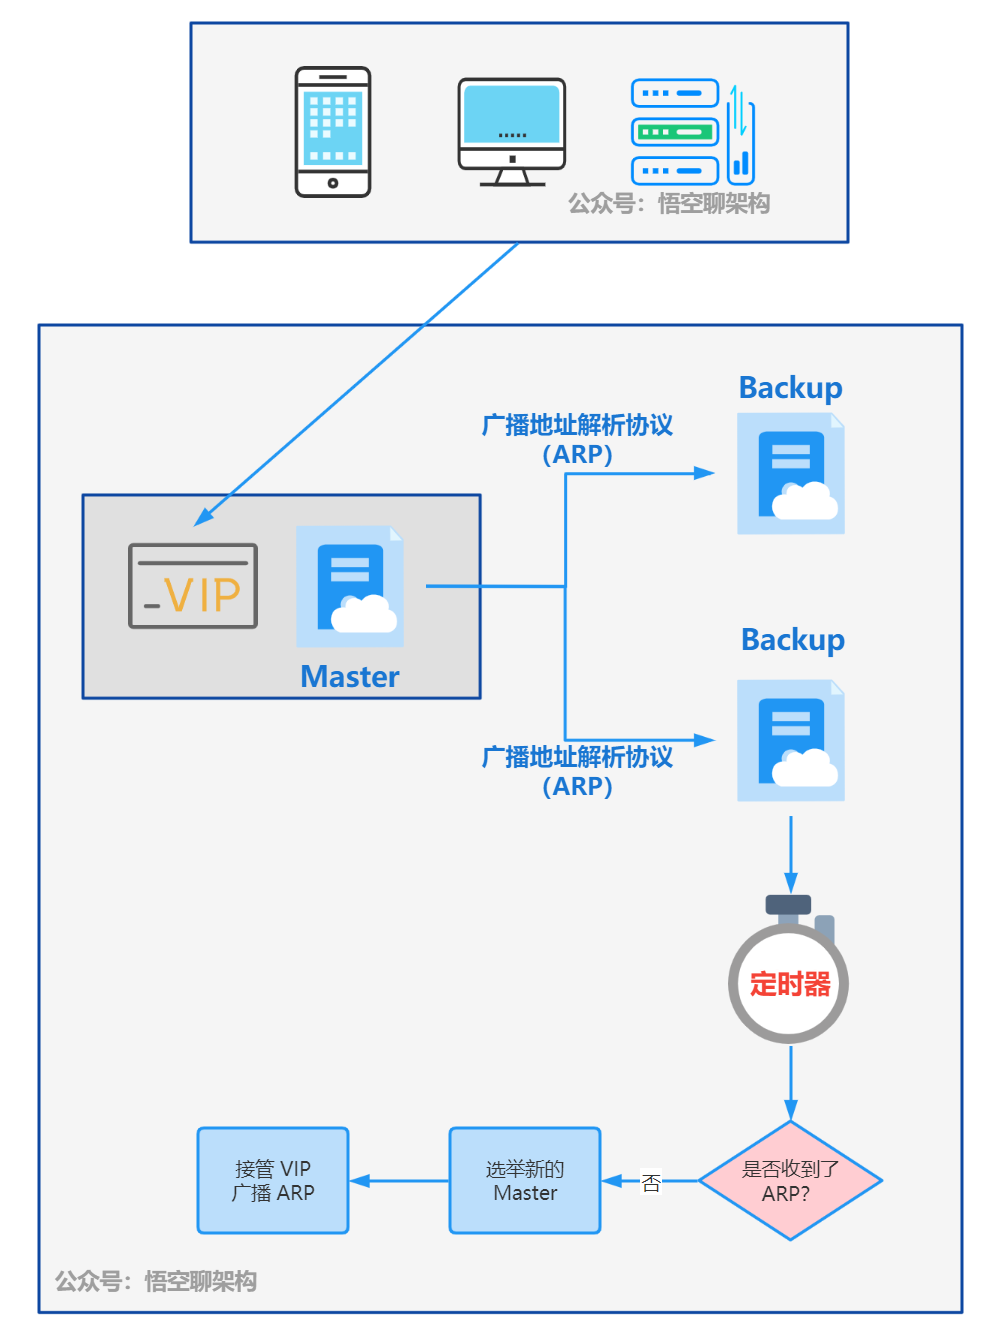 公众号：悟空聊架构
Backup
广播地址解析协议
（ARP）
_VIP
Master
Backup
广播地址解析协议
（ARP）
定时器
是否收到了
ARP？
否
选举新的
Master
接管 VIP
广播 ARP
公众号：悟空聊架构